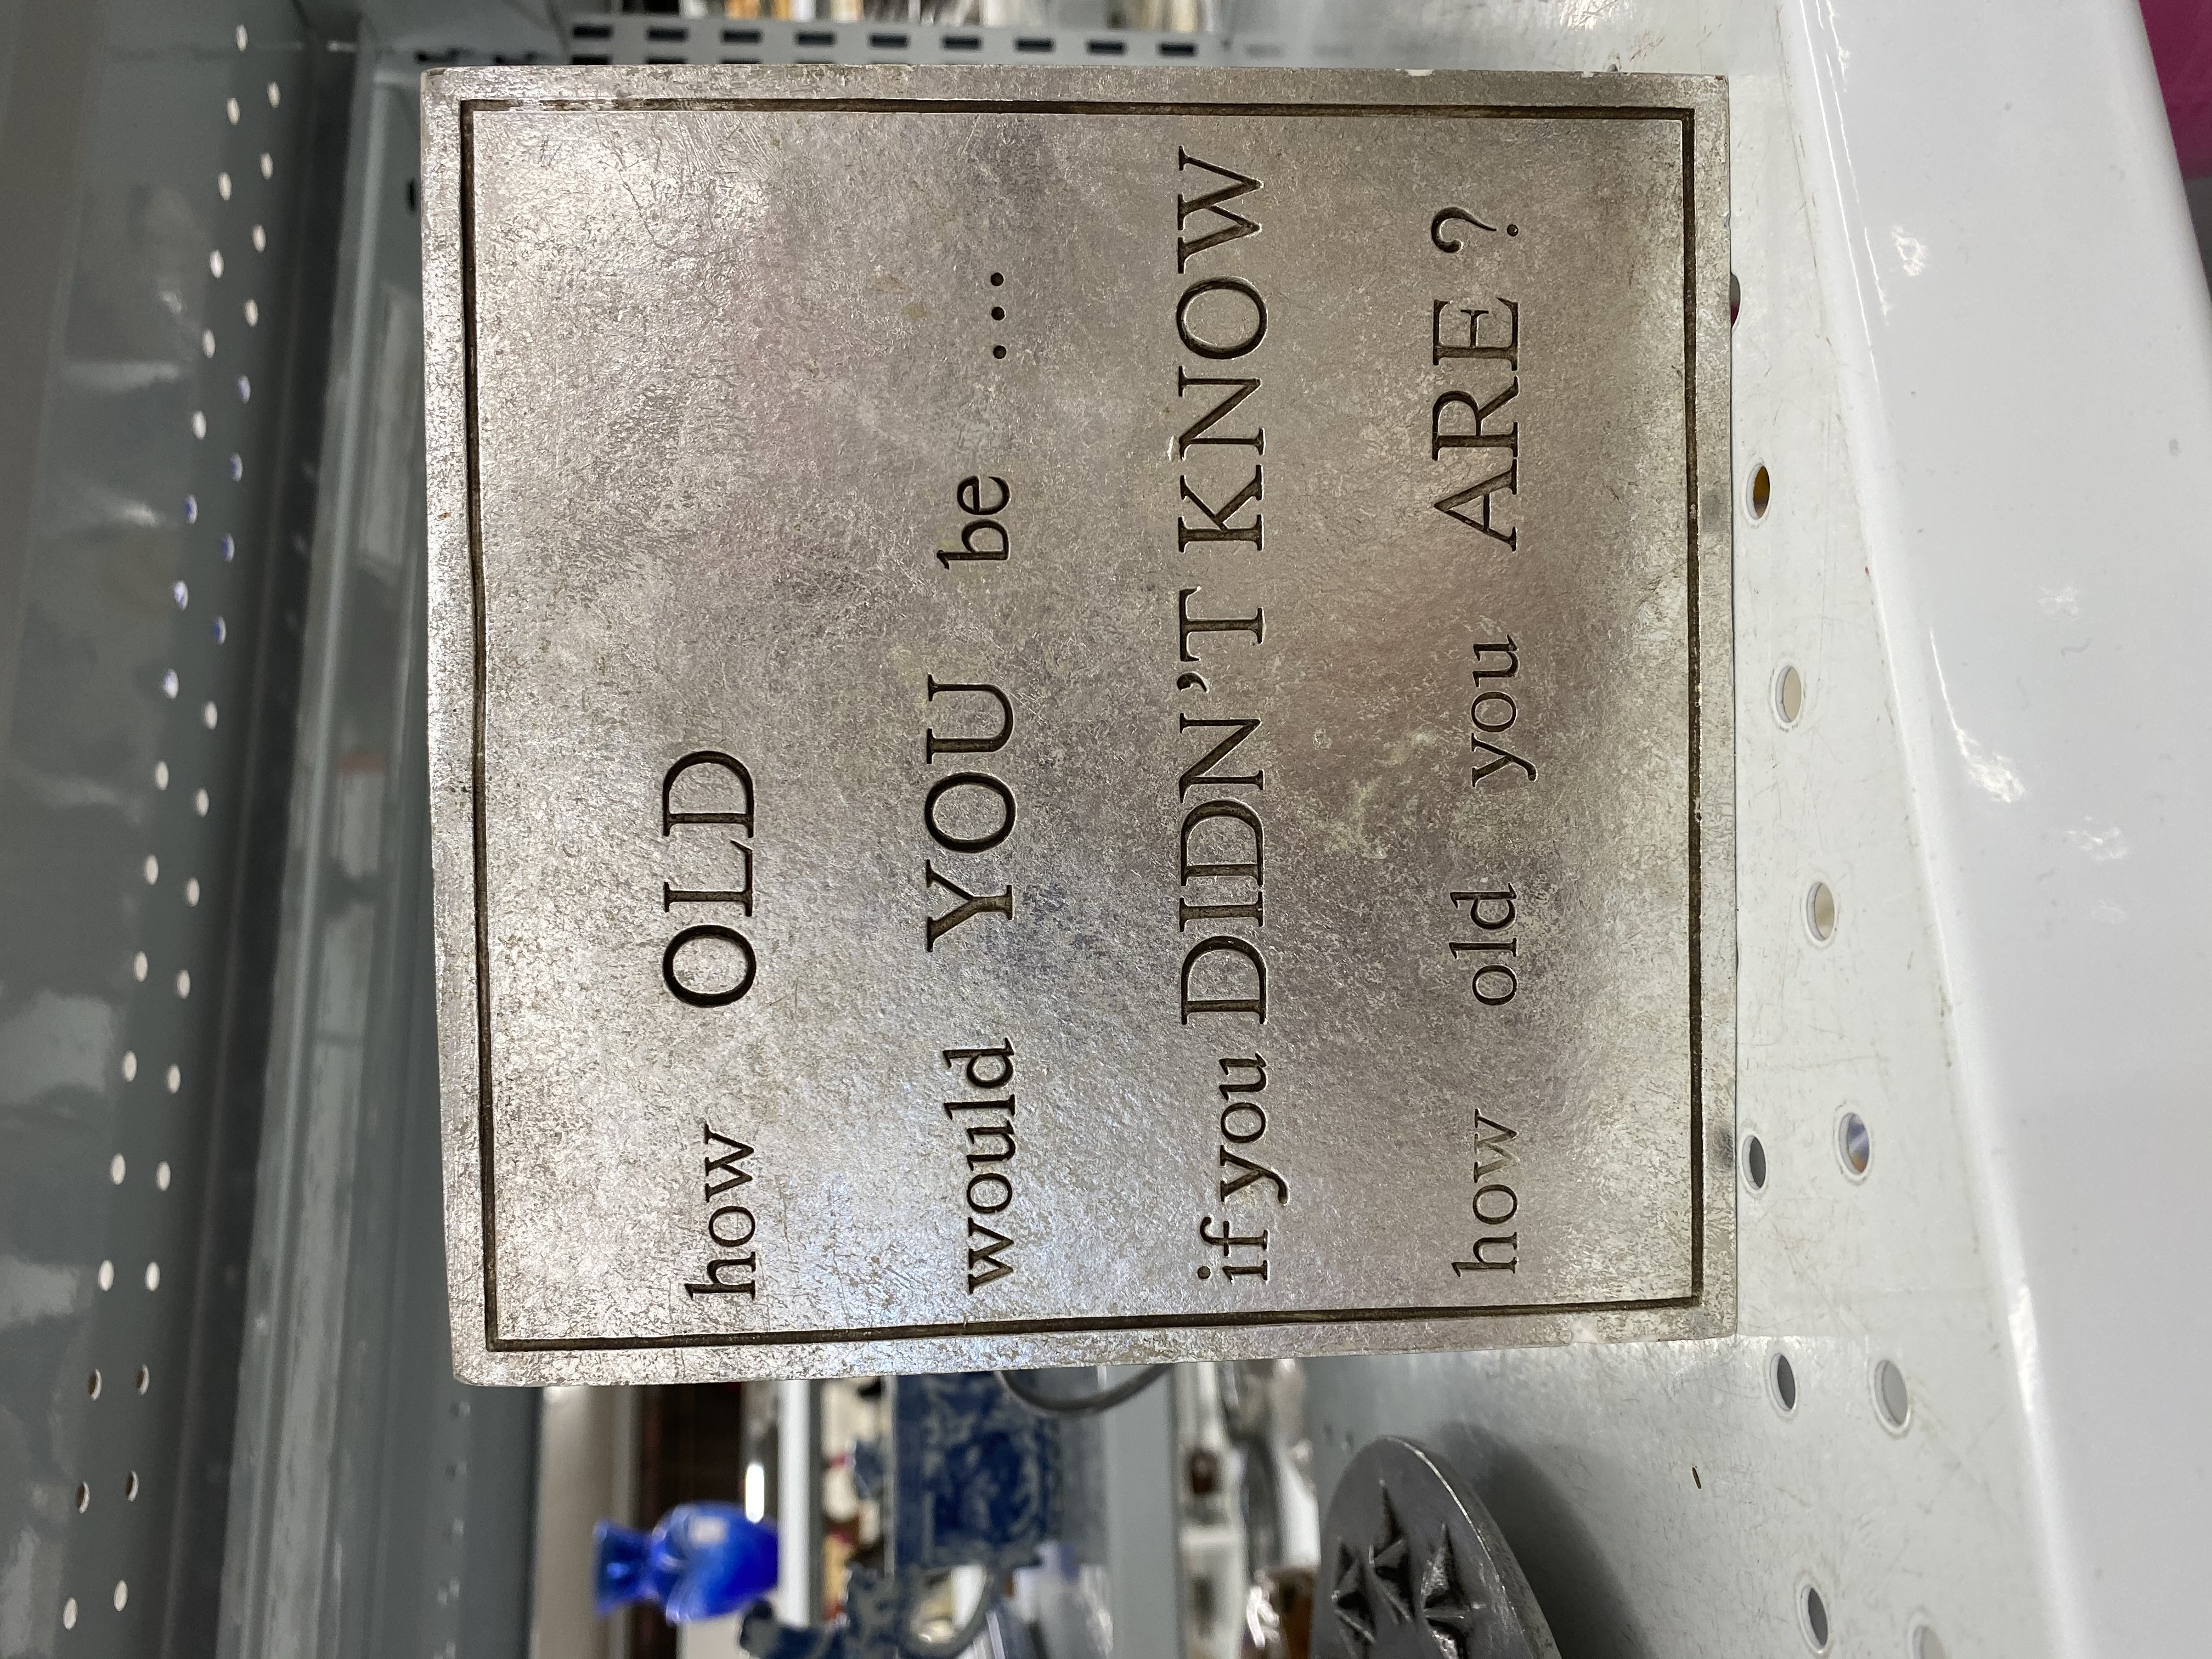 how OLD
would YOU be ...
if you DIDN'T KNOW
how old you ARE ?